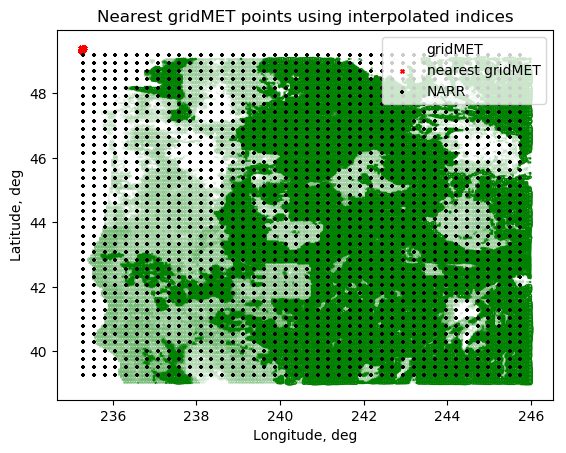 Nearest gridMET points using interpolated indices
gridMET
nearest gridMET
NARR
48
46
44
42
40
Latitude, deg
236
238
240
242
244
246
Longitude, deg